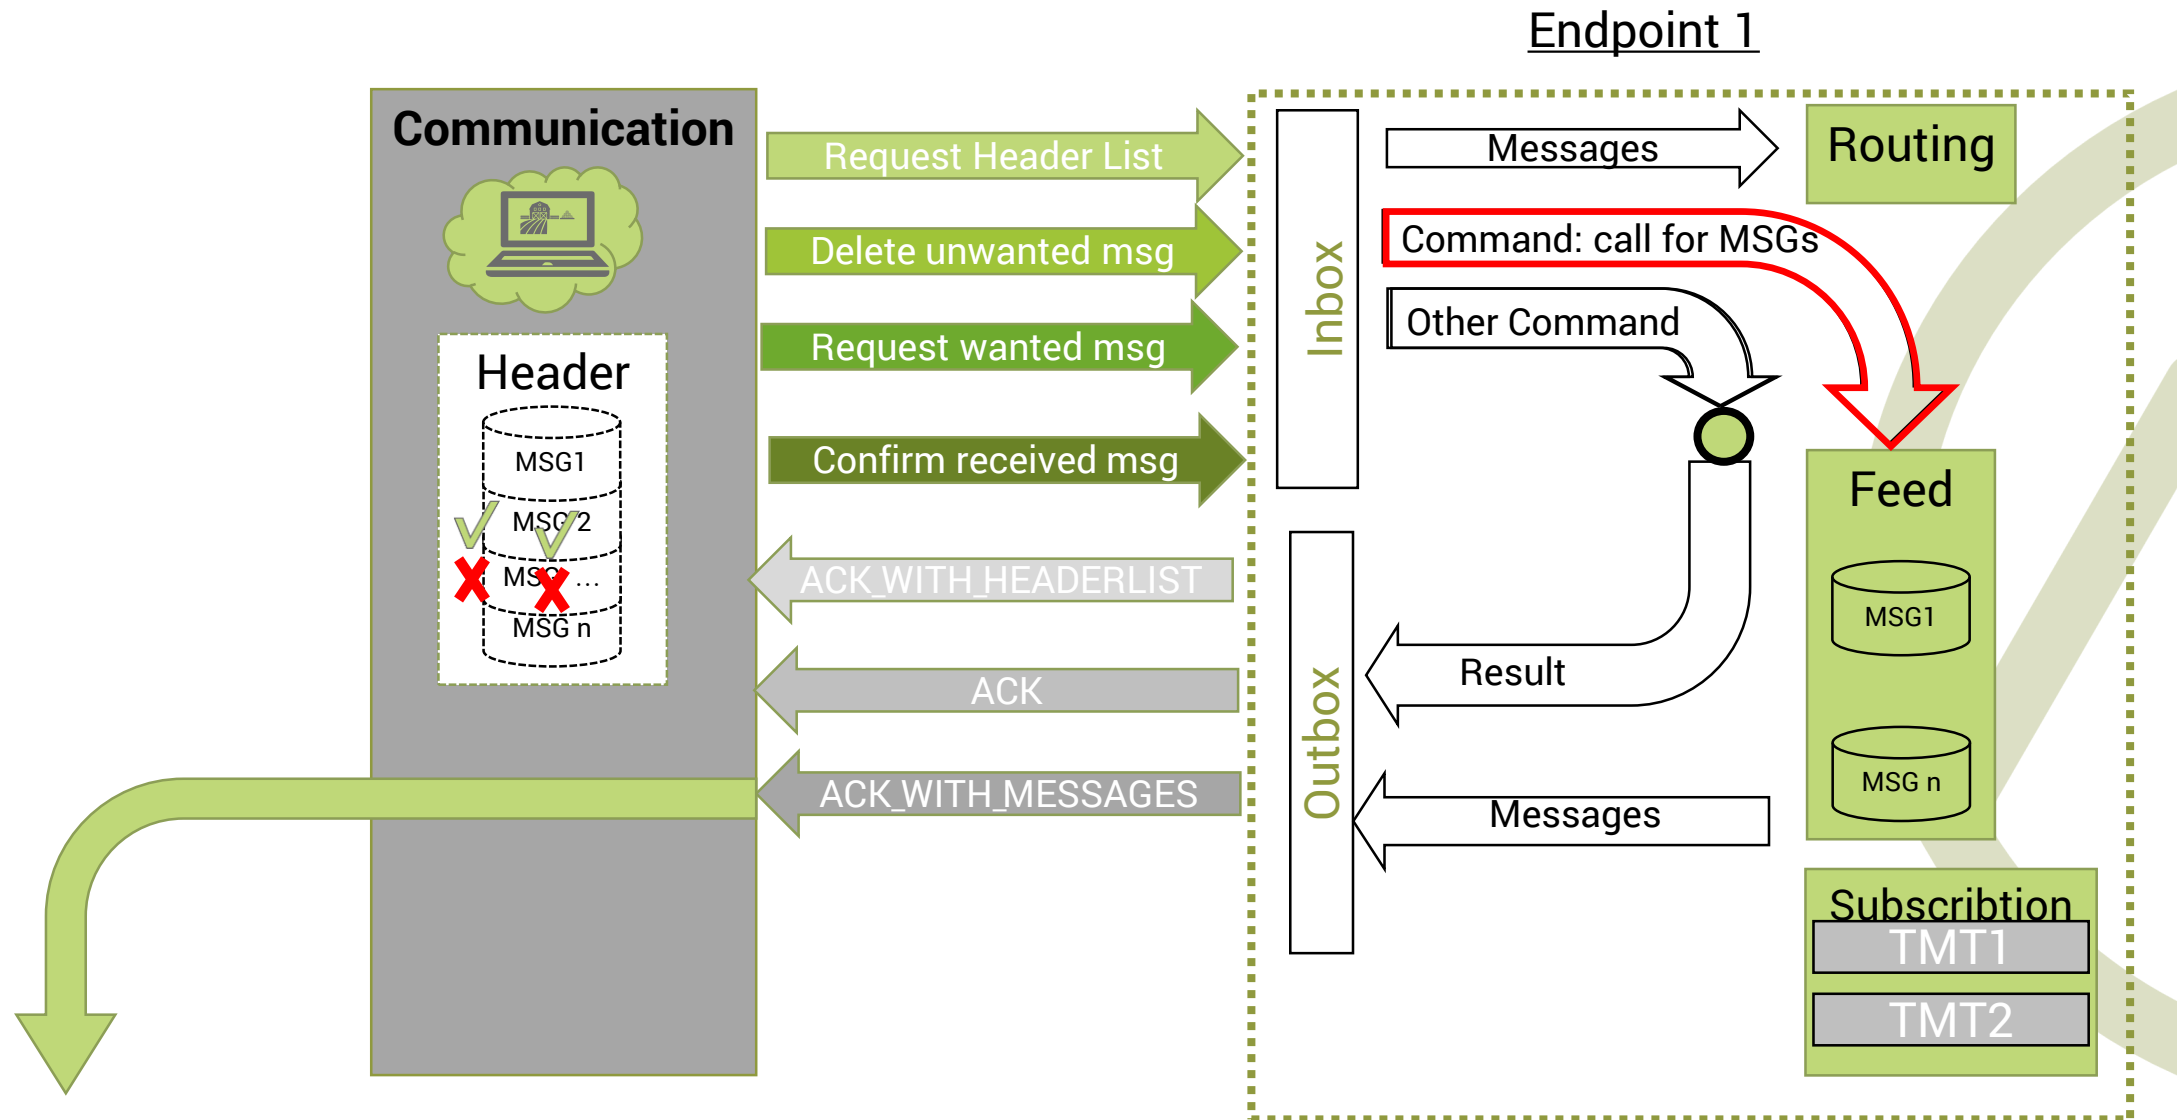 Endpoint 1
Communication
Header
MSG1
MSG 2
MSG ...
MSG n
Request Header List
Delete unwanted msg
Request wanted msg
Confirm received msg
ACK_WITH_HEADERLIST
ACK
ACK_WITH_MESSAGES
Inbox
Outbox
Messages
Command: call for MSGs
Other Command
Result
Messages
Routing
Feed
MSG1
MSG n
Subscribtion
TMT1
TMT2